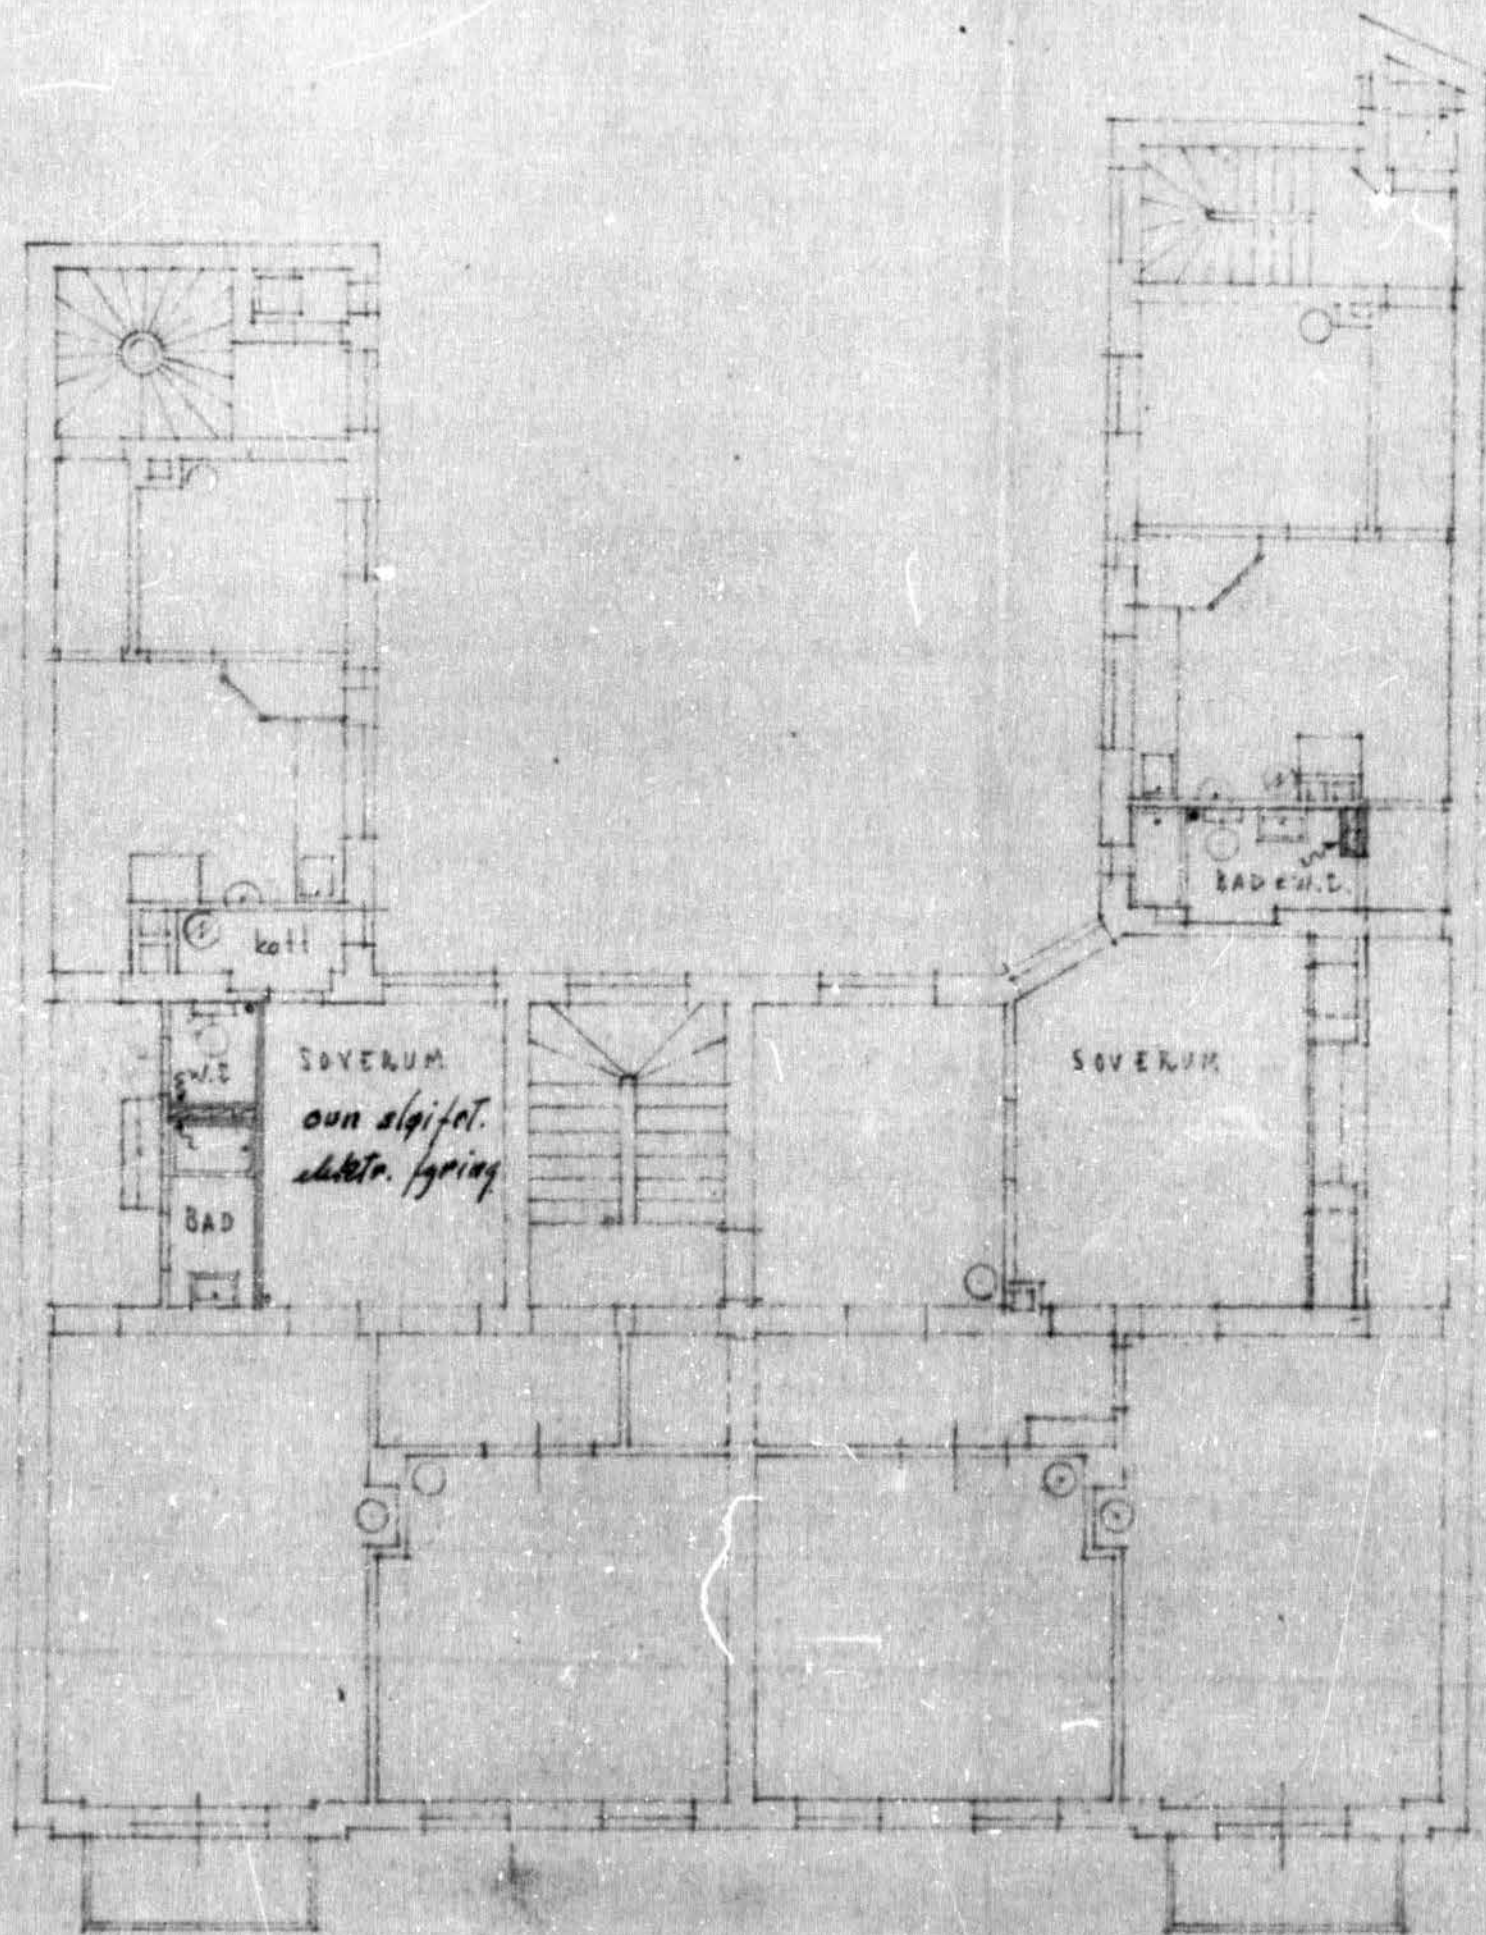 BAD & W.C.
kott
W.C
SOVERUM
ovn sløifet.
elektr. fyring
SOVERUM
BAD